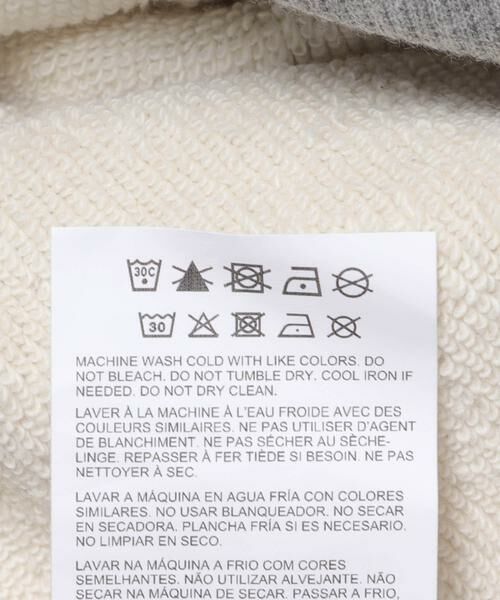 30C
30
MACHINE WASH COLD WITH LIKE COLORS. DO
NOT BLEACH. DO NOT TUMBLE DRY. COOL IRON IF
NEEDED. DO NOT DRY CLEAN.
LAVER À LA MACHINE À L'EAU FROIDE AVEC DES
COULEURS SIMILAIRES. NE PAS UTILISER D'AGENT
DE BLANCHIMENT. NE PAS SÉCHER AU SÈCHE-
LINGE. REPASSER À FER TIÈDE SI BESOIN. NE PAS
NETTOYER À SEC.
LAVAR A MÁQUINA EN AGUA FRÍA CON COLORES
SIMILARES. NO USAR BLANQUEADOR. NO SECAR
EN SECADORA. PLANCHA FRÍA SI ES NECESARIO.
NO LIMPIAR EN SECO.
LAVAR NA MÁQUINA A FRIO COM CORES
SEMELHANTES. NÃO UTILIZAR ALVEJANTE. NÃO
SECAR NA MÁQUINA DE SECAR. PASSAR A FRIO,